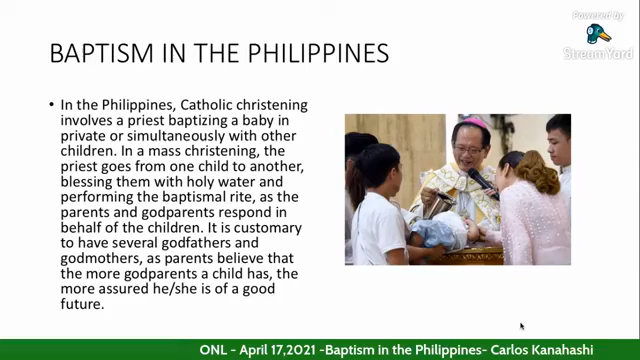 Powered by
StreamYard
BAPTISM IN THE PHILIPPINES
• In the Philippines, Catholic christening
involves a priest baptizing a baby in
private or simultaneously with other
children. In a mass christening, the
priest goes from one child to another,
blessing them with holy water and
performing the baptismal rite, as the
parents and godparents respond in
behalf of the children. It is customary
to have several godfathers and
godmothers, as parents believe that
the more godparents a child has, the
more assured he/she is of a good
future.
ONL - April 17,2021 -Baptism in the Philippines- Carlos Kanahashi